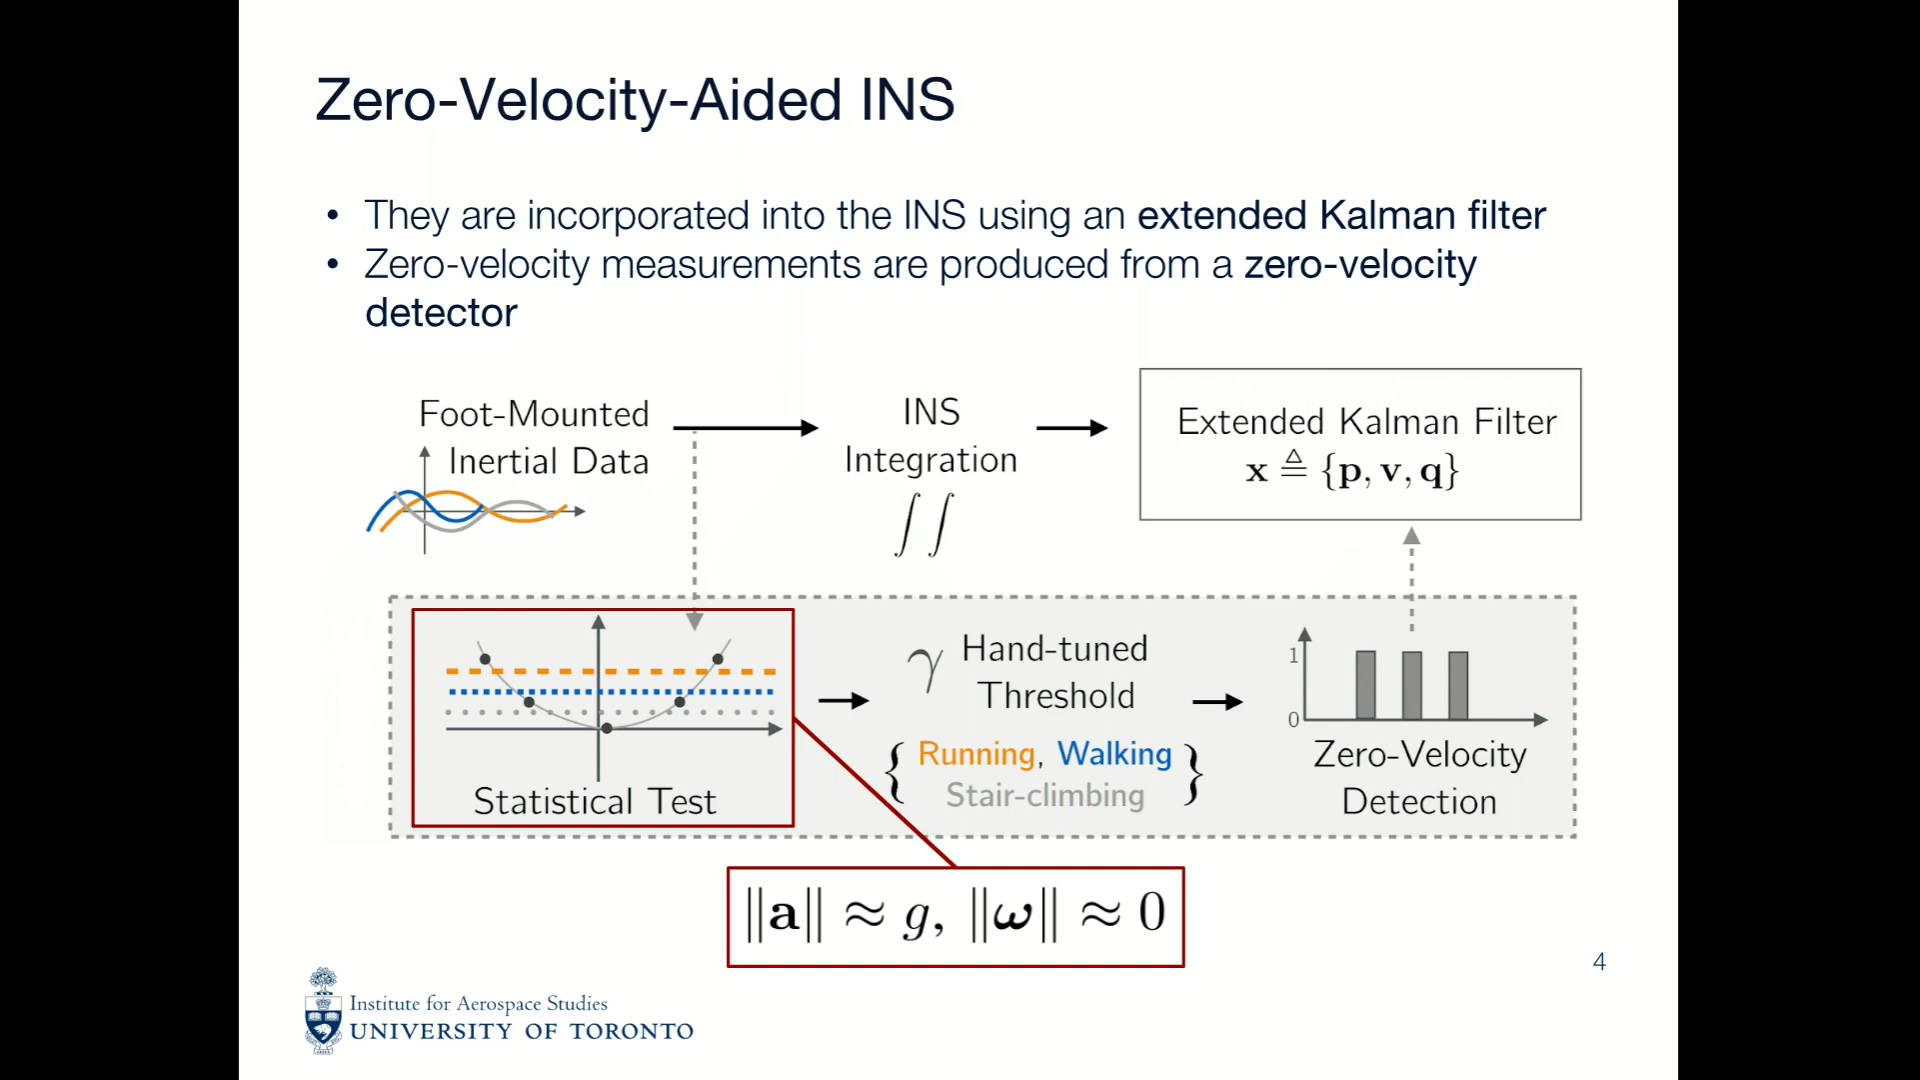 Zero-Velocity-Aided INS
• They are incorporated into the INS using an extended Kalman filter
• Zero-velocity measurements are produced from a zero-velocity
detector
Foot-Mounted
Inertial Data
INS
Integration
∫∫
Extended Kalman Filter
x ≜ {p, v, q}
Statistical Test
γ Hand-tuned
Threshold
{ Running, Walking
Stair-climbing }
1
0
Zero-Velocity
Detection
‖a‖ ≈ g, ‖ω‖ ≈ 0
4
Institute for Aerospace Studies
UNIVERSITY OF TORONTO